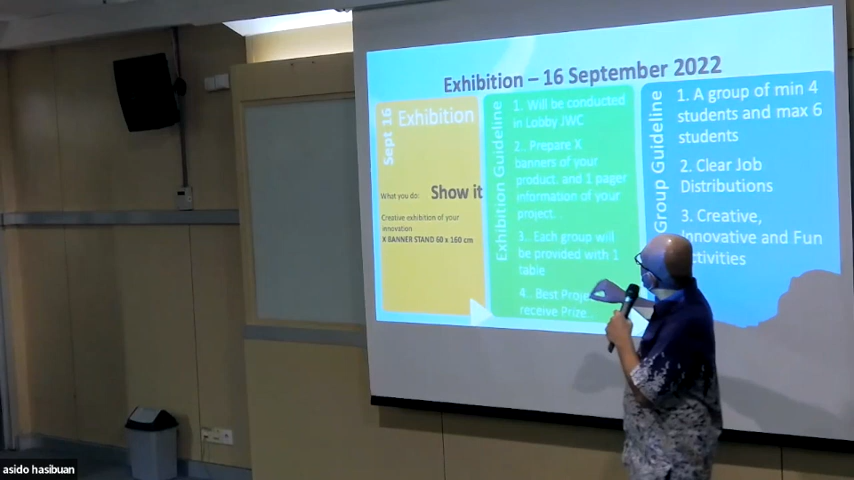 Exhibition – 16 September 2022
Sept 16
Exhibition
What you do:
Show it
Creative exhibition of your
innovation
X BANNER STAND 60 x 160 cm
Exhibition Guideline
1. Will be conducted
in Lobby JWC
2.. Prepare X
banners of your
product, and 1 pager
information of your
project.
3.. Each group will
be provided with 1
table
4.. Best
receive Prize
Group Guideline
1. A group of min 4
students and max 6
students
2. Clear Job
Distributions
3. Creative,
Innovative and Fun
asido hasibuan